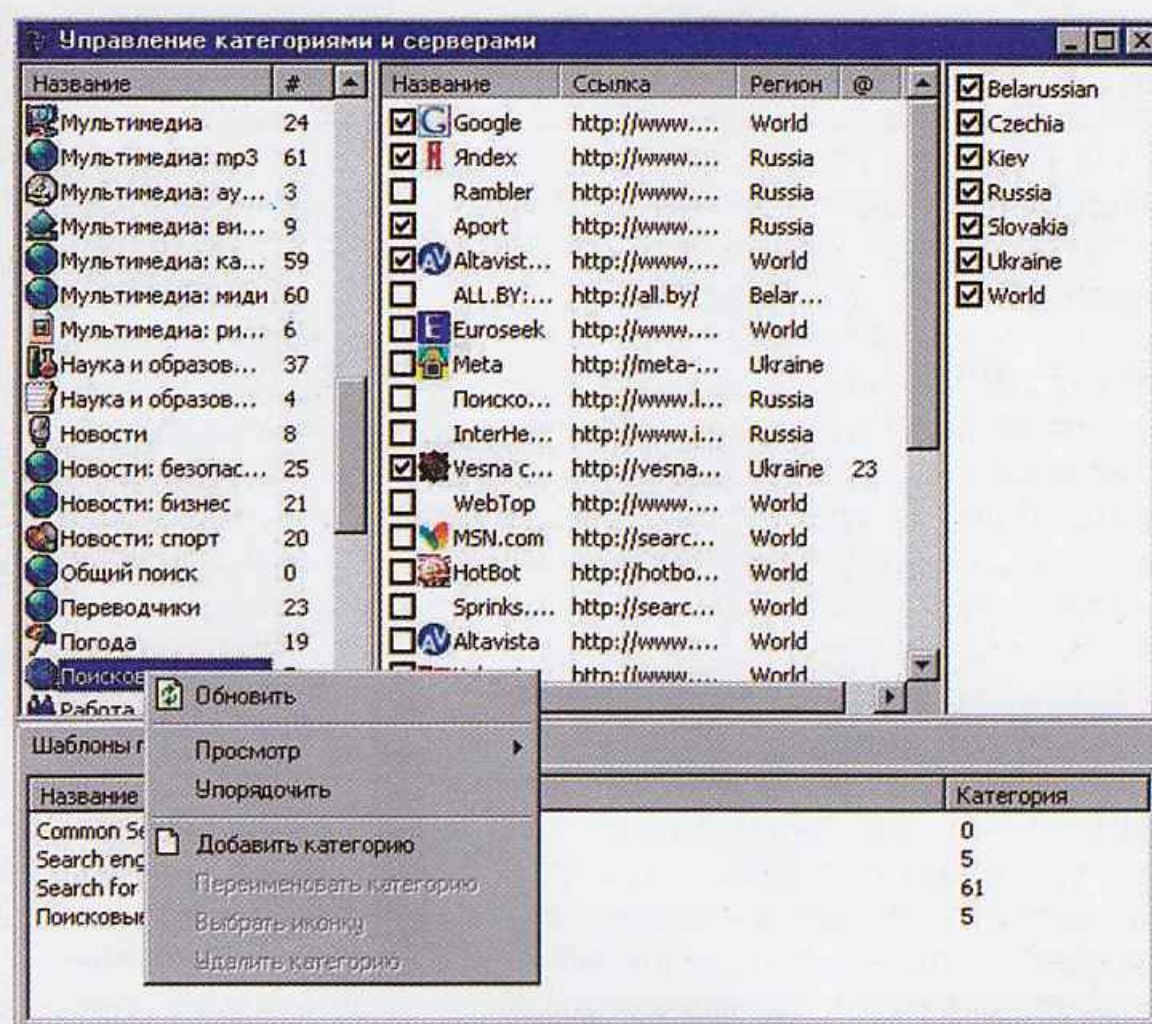 Управление категориями и серверами
Название #
Мультимедиа 24
Мультимедиа: mp3 61
Мультимедиа: ау... 3
Мультимедиа: ви... 9
Мультимедиа: ка... 59
Мультимедиа: миди 60
Мультимедиа: ри... 6
Наука и образов... 37
Наука и образов... 4
Новости 8
Новости: безопас... 25
Новости: бизнес 21
Новости: спорт 20
Общий поиск 0
Переводчики 23
Погода 19
Поисков
Работа
Название Ссылка Регион @
Google http://www.... World
Яndex http://www.... Russia
Rambler http://www.... Russia
Aport http://www.... Russia
Altavist... http://www.... World
ALL.BY:... http://all.by/ Belar...
Euroseek http://www.... World
Meta http://meta-... Ukraine
Поиско... http://www.l... Russia
InterHe... http://www.i... Russia
Vesna c... http://vesna... Ukraine 23
WebTop http://www.... World
MSN.com http://searc... World
HotBot http://hotbo... World
Sprinks.... http://searc... World
Altavista http://www.... World
http://www.... World
Belarussian
Czechia
Kiev
Russia
Slovakia
Ukraine
World
Обновить
Просмотр
Упорядочить
Добавить категорию
Переименовать категорию
Выбрать иконку
Удалить категорию
Шаблоны п
Название Категория
Common Se 0
Search eng 5
Search for 61
Поисковые 5